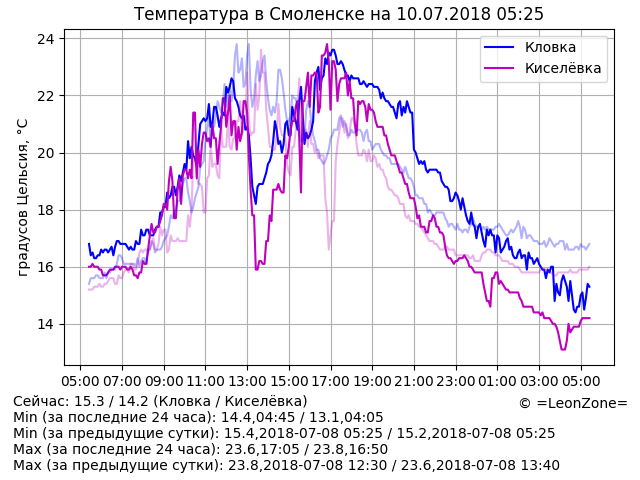 Температура в Смоленске на 10.07.2018 05:25
Кловка
Киселёвка
градусов Цельсия, °C
24
22
20
18
16
14
05:00 07:00 09:00 11:00 13:00 15:00 17:00 19:00 21:00 23:00 01:00 03:00 05:00
Сейчас: 15.3 / 14.2 (Кловка / Киселёвка)
© =LeonZone=
Min (за последние 24 часа): 14.4,04:45 / 13.1,04:05
Min (за предыдущие сутки): 15.4,2018-07-08 05:25 / 15.2,2018-07-08 05:25
Max (за последние 24 часа): 23.6,17:05 / 23.8,16:50
Max (за предыдущие сутки): 23.8,2018-07-08 12:30 / 23.6,2018-07-08 13:40